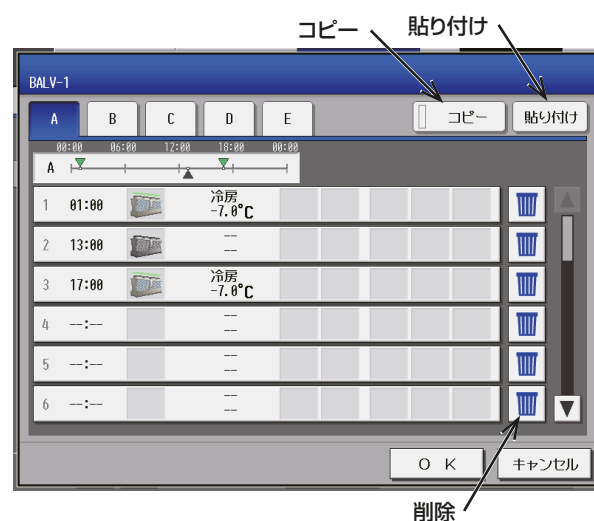 コピー 貼り付け
BALV-1
A B C D E コピー 貼り付け
00:00 06:00 12:00 18:00 00:00
A
1 01:00 冷房
-7.0℃
2 13:00 --
--
3 17:00 冷房
-7.0℃
4 --:-- --
--
5 --:-- --
--
6 --:-- --
--
ＯＫ キャンセル
削除